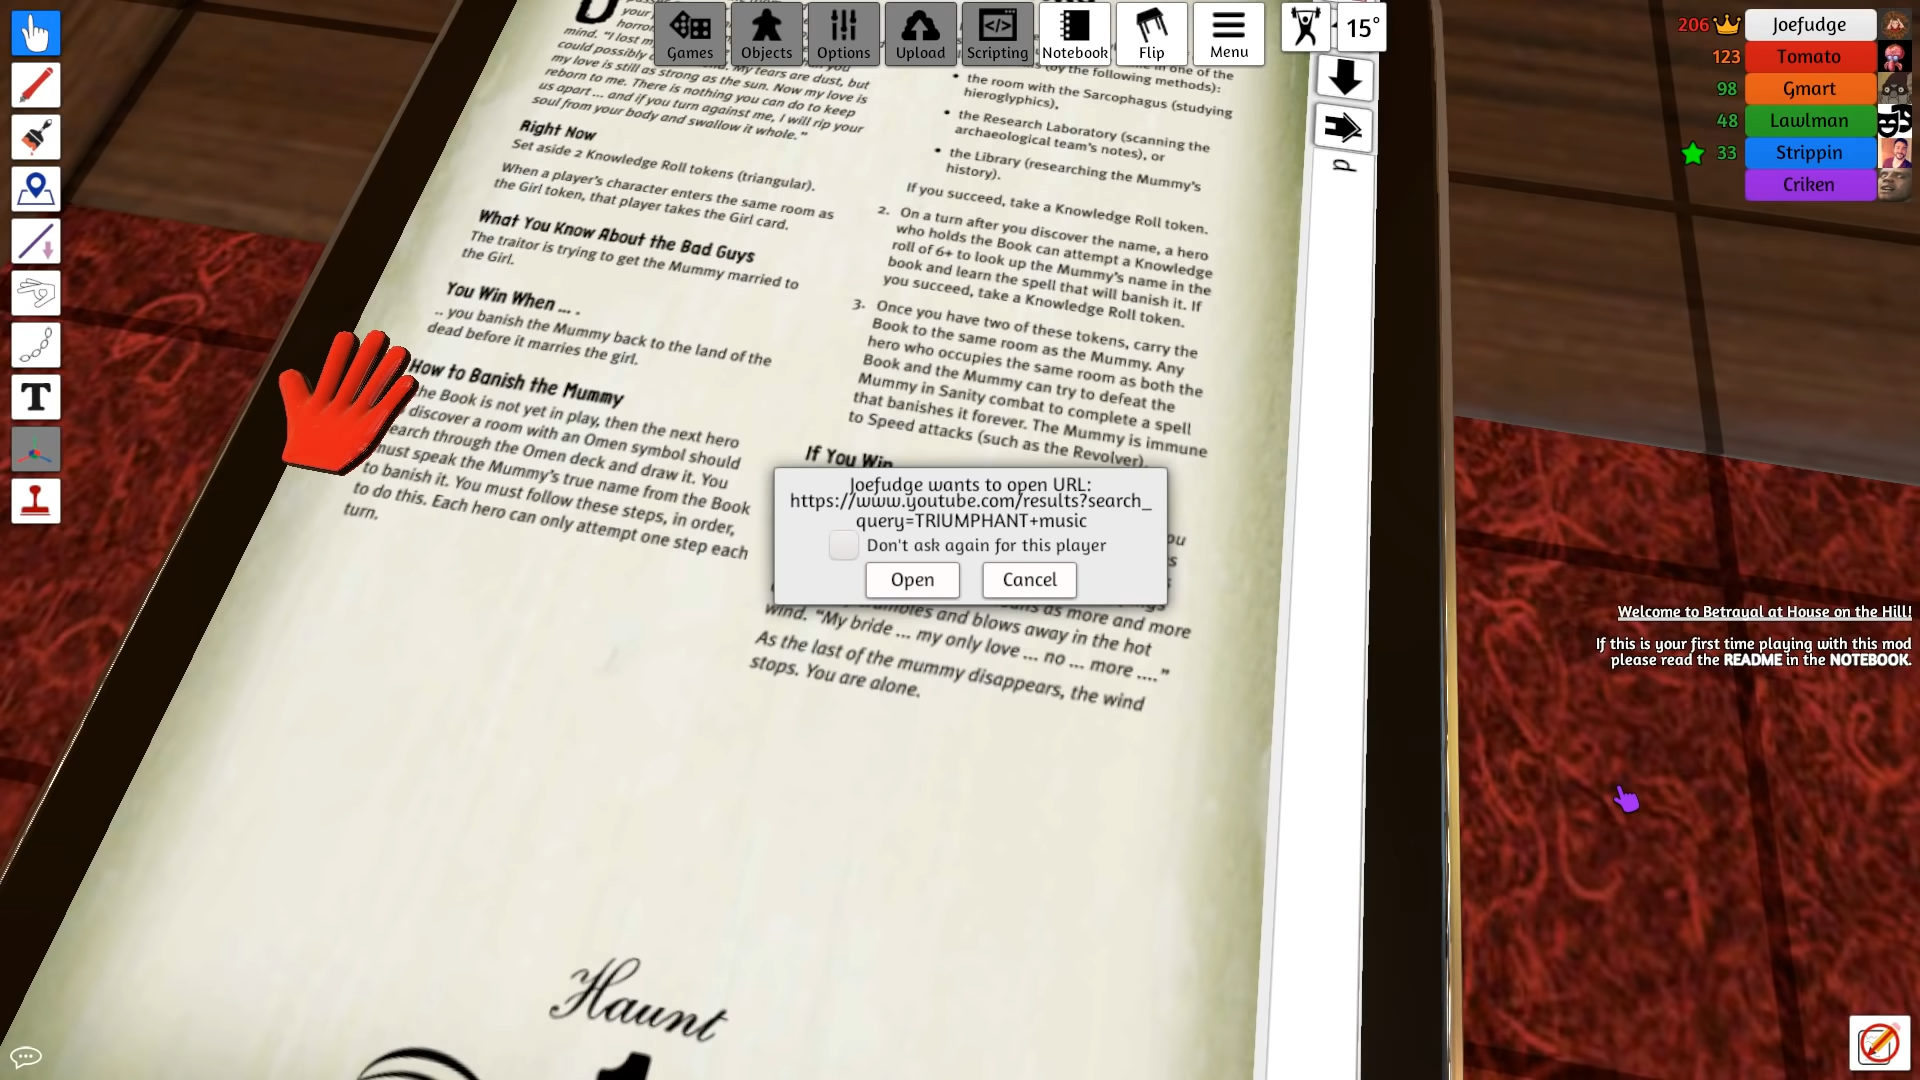 Games
Objects
Options
Upload
Scripting
Notebook
Flip
Menu
15°
206
Joefudge
123
Tomato
98
Gmart
48
Lawlman
33
Strippin
Criken
T
mind. "I lost
could possibly
my love is still as strong as the sun. Now my love is
reborn to me. There is nothing you can do to keep
us apart ... and if you turn against me, I will rip your
soul from your body and swallow it whole."
Right Now
Set aside 2 Knowledge Roll tokens (triangular).
When a player's character enters the same room as
the Girl token, that player takes the Girl card.
What You Know About the Bad Guys
The traitor is trying to get the Mummy married to
the Girl.
You Win When ... .
.. you banish the Mummy back to the land of the
dead before it marries the girl.
How to Banish the Mummy
the Book is not yet in play, then the next hero
discover a room with an Omen symbol should
search through the Omen deck and draw it. You
must speak the Mummy's true name from the Book
to banish it. You must follow these steps, in order,
to do this. Each hero can only attempt one step each
turn.
in one of the
(by the following methods):
• the room with the Sarcophagus (studying
hieroglyphics),
• the Research Laboratory (scanning the
archaeological team's notes), or
• the Library (researching the Mummy's
history).
If you succeed, take a Knowledge Roll token.
2. On a turn after you discover the name, a hero
who holds the Book can attempt a Knowledge
roll of 6+ to look up the Mummy's name in the
book and learn the spell that will banish it. If
you succeed, take a Knowledge Roll token.
3. Once you have two of these tokens, carry the
Book to the same room as the Mummy. Any
hero who occupies the same room as both the
Book and the Mummy can try to defeat the
Mummy in Sanity combat to complete a spell
that banishes it forever. The Mummy is immune
to Speed attacks (such as the Revolver).
If You Win
Joefudge wants to open URL:
https://www.youtube.com/results?search_
query=TRIUMPHANT+music
Don't ask again for this player
Open
Cancel
as more and more
and blows away in the hot
wind. "My bride ... my only love ... no ... more ...."
As the last of the mummy disappears, the wind
stops. You are alone.
Haunt
Welcome to Betrayal at House on the Hill!
If this is your first time playing with this mod
please read the README in the NOTEBOOK.